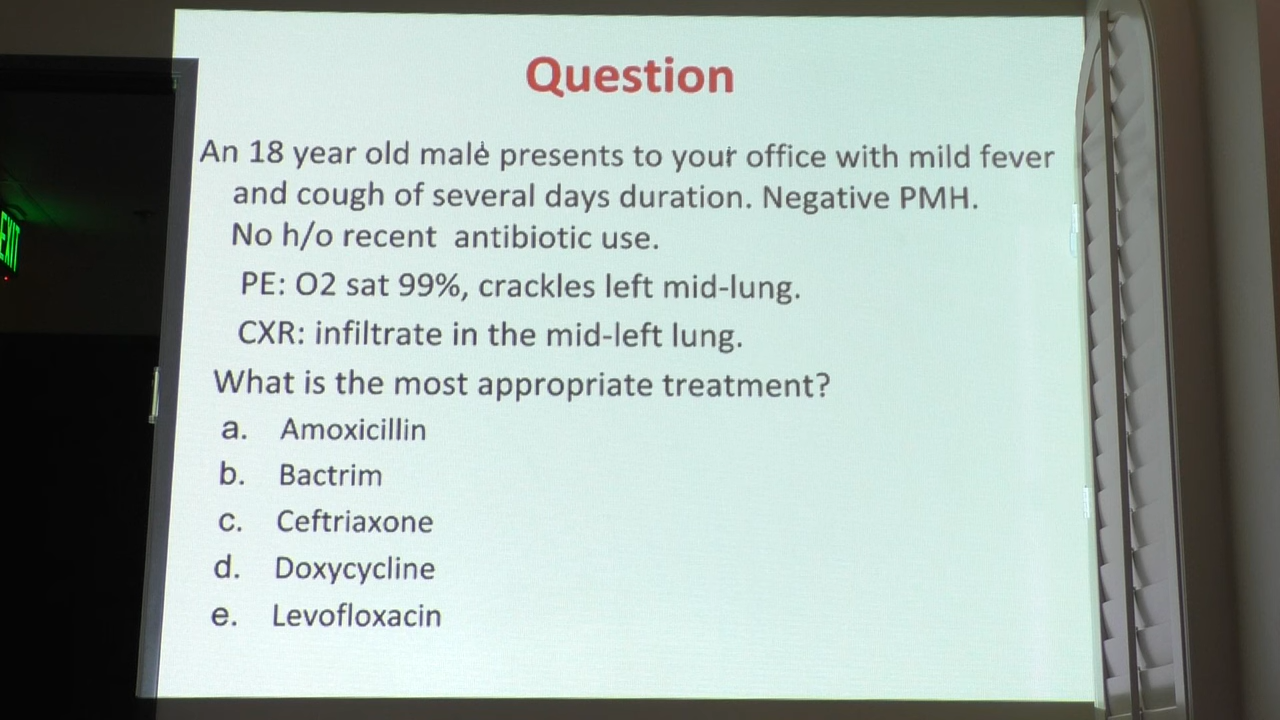 Question
An 18 year old male presents to your office with mild fever
and cough of several days duration. Negative PMH.
No h/o recent antibiotic use.
PE: O2 sat 99%, crackles left mid-lung.
CXR: infiltrate in the mid-left lung.
What is the most appropriate treatment?
a. Amoxicillin
b. Bactrim
c. Ceftriaxone
d. Doxycycline
e. Levofloxacin
EXIT